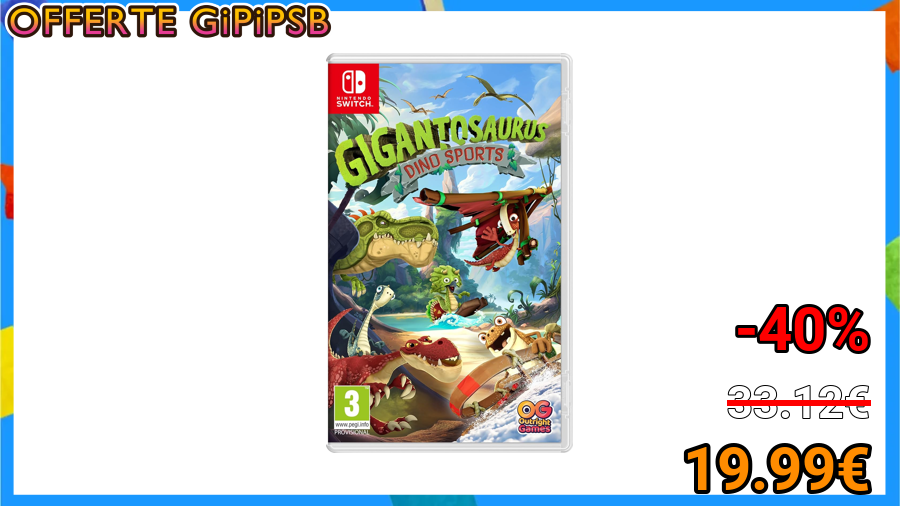 OFFERTE GiPiPSB
NINTENDO
SWITCH.
GIGANTOSAURUS
DINO SPORTS
3
www.pegi.info
PROVISIONAL
OG
Outright
Games
-40%
33.12€
19.99€